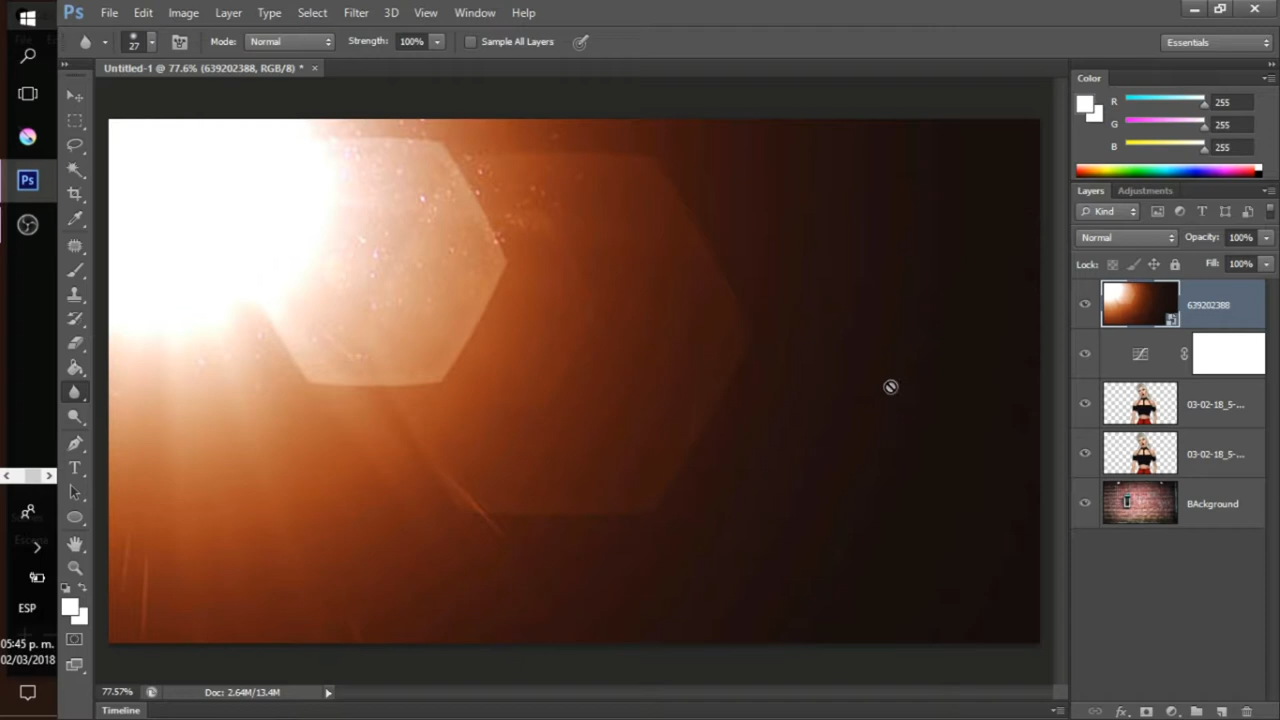 Ps File Edit Image Layer Type Select Filter 3D View Window Help
27 Mode: Normal Strength: 100% Sample All Layers Essentials
Untitled-1 @ 77.6% (639202388, RGB/8) * ×
Color
R 255
G 255
B 255
Layers Adjustments
Kind
Normal Opacity: 100%
Lock: Fill: 100%
639202388
03-02-18_5-...
03-02-18_5-...
BAckground
Ps
T
ESP
05:45 p. m.
02/03/2018
77.57% Doc: 2.64M/13.4M
Timeline
fx